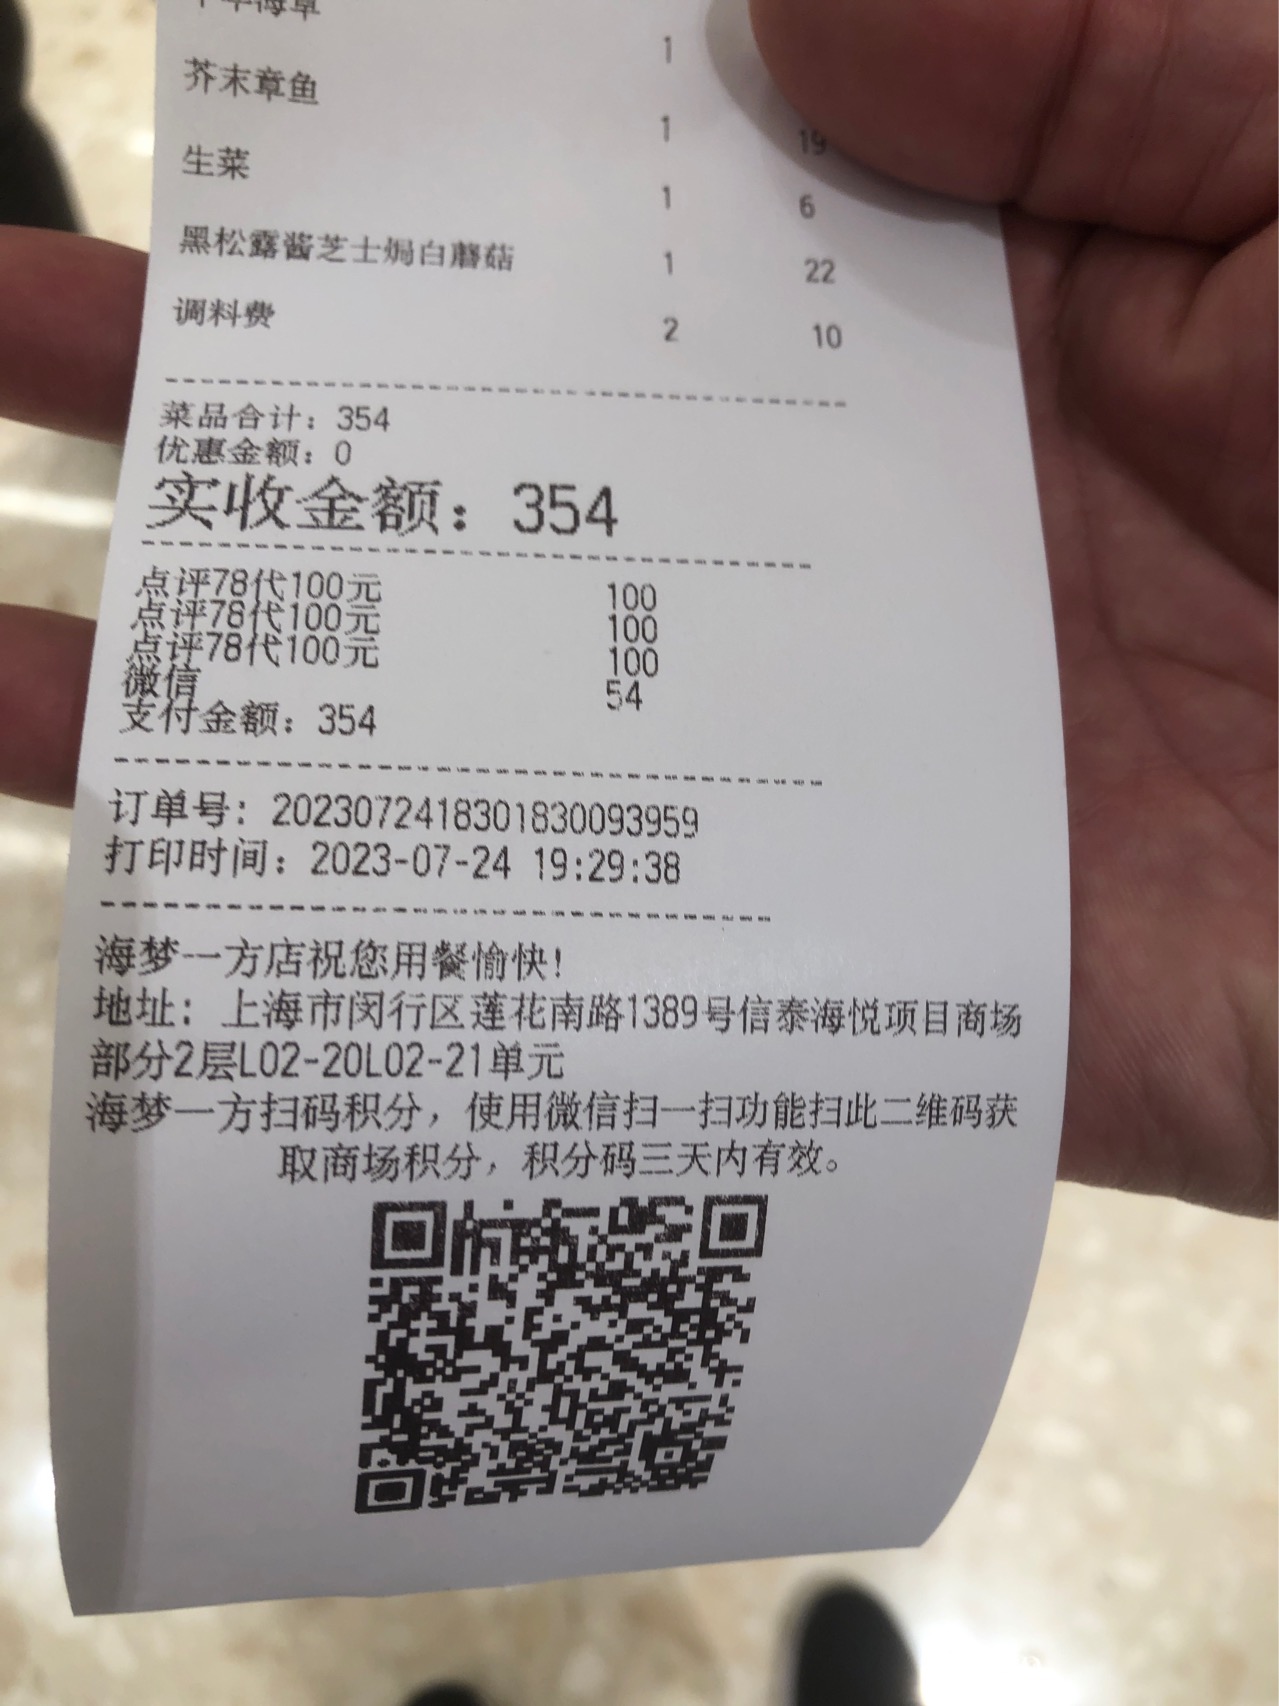 1
芥末章鱼 1 19
生菜 1 6
黑松露酱芝士焗白蘑菇 1 22
调料费 2 10
菜品合计：354
优惠金额：0
实收金额：354
点评78代100元 100
点评78代100元 100
点评78代100元 100
微信 54
支付金额：354
订单号：2023072418301830093959
打印时间：2023-07-24 19:29:38
海梦一方店祝您用餐愉快!
地址：上海市闵行区莲花南路1389号信泰海悦项目商场
部分2层L02-20L02-21单元
海梦一方扫码积分，使用微信扫一扫功能扫此二维码获
取商场积分，积分码三天内有效。